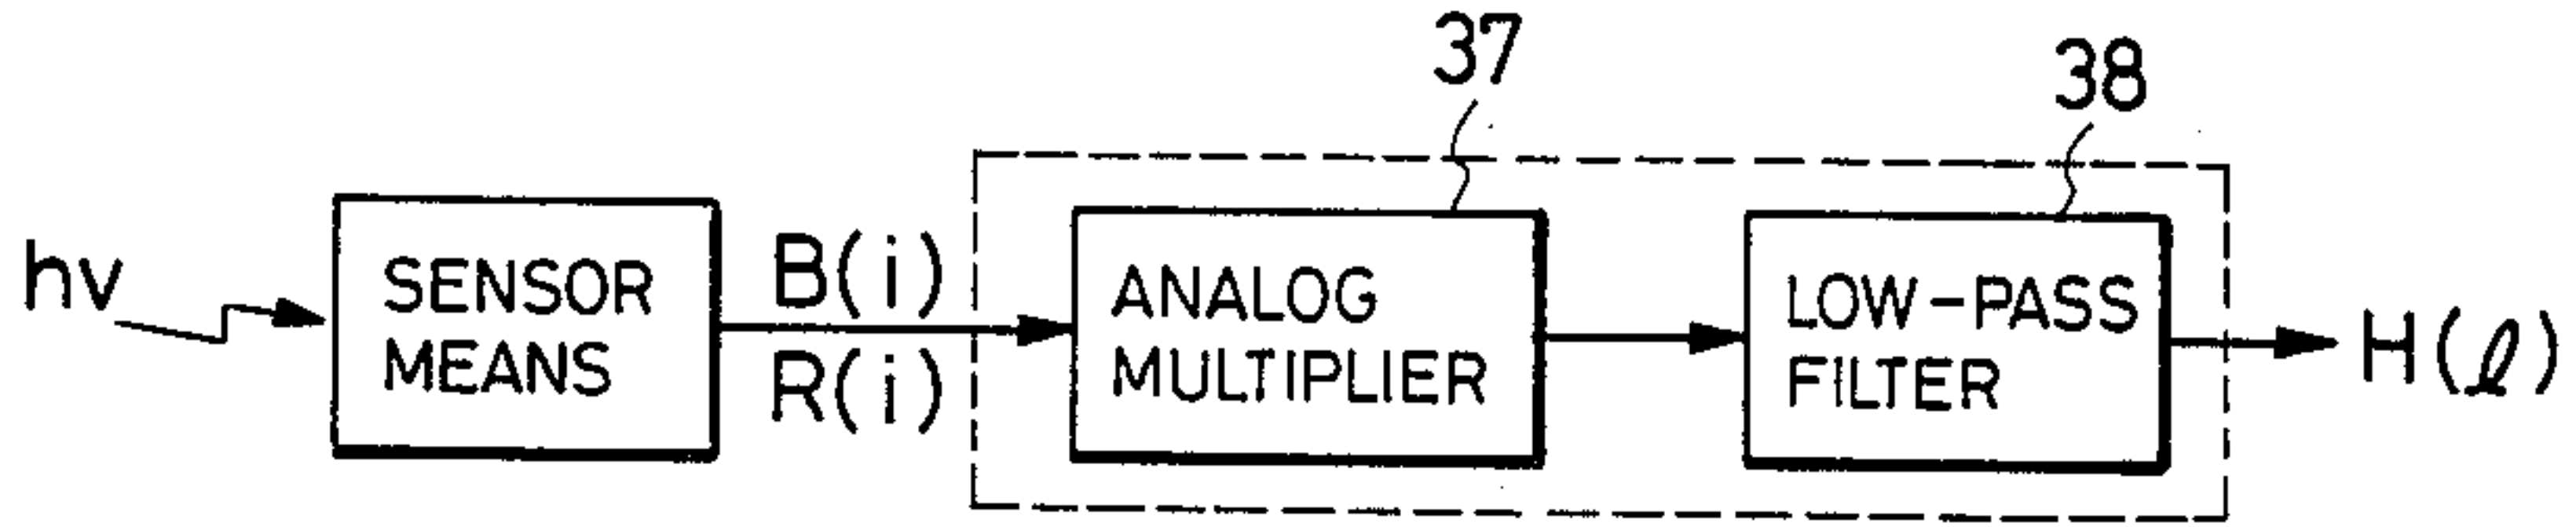 37
38
hv
SENSOR
MEANS
B(i)
R(i)
ANALOG
MULTIPLIER
LOW-PASS
FILTER
H(ℓ)